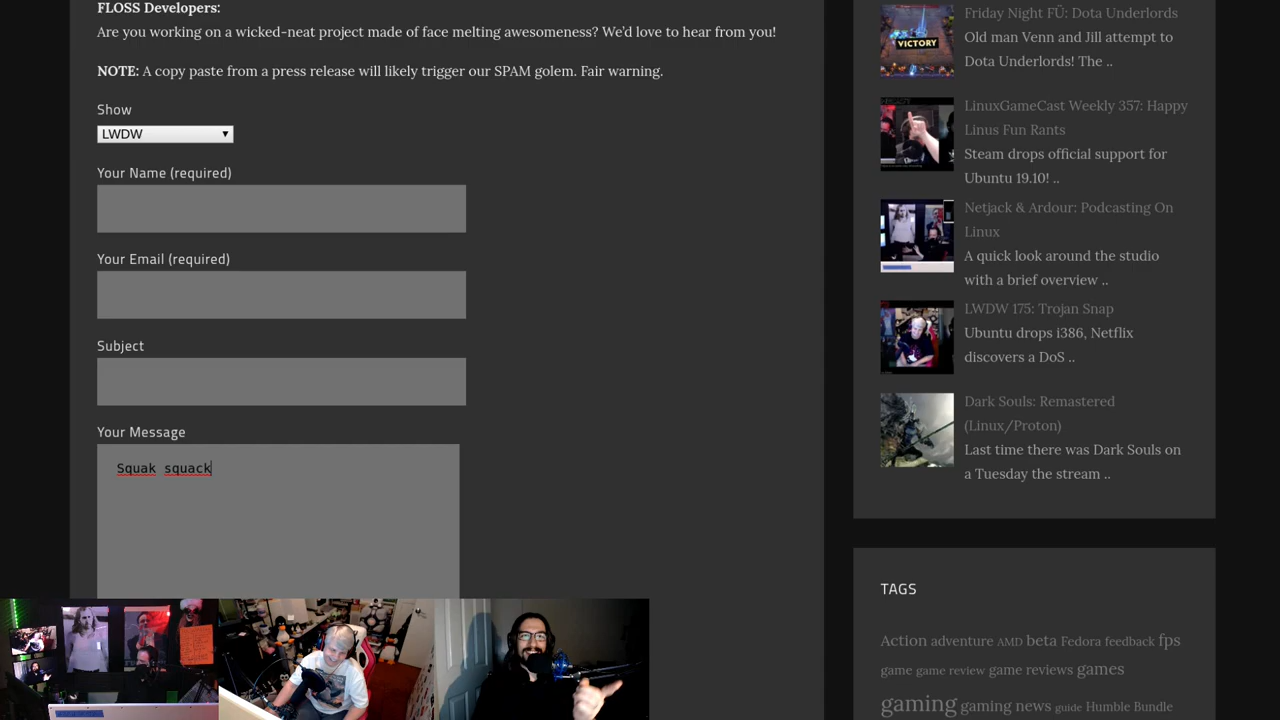 FLOSS Developers:
Are you working on a wicked-neat project made of face melting awesomeness? We'd love to hear from you!
NOTE: A copy paste from a press release will likely trigger our SPAM golem. Fair warning.
Show
LWDW
Your Name (required)
Your Email (required)
Subject
Your Message
Squak squack
Friday Night FÜ: Dota Underlords
Old man Venn and Jill attempt to
Dota Underlords! The ..
VICTORY
LinuxGameCast Weekly 357: Happy
Linus Fun Rants
Steam drops official support for
Ubuntu 19.10! ..
Netjack & Ardour: Podcasting On
Linux
A quick look around the studio
with a brief overview ..
LWDW 175: Trojan Snap
Ubuntu drops i386, Netflix
discovers a DoS ..
Dark Souls: Remastered
(Linux/Proton)
Last time there was Dark Souls on
a Tuesday the stream ..
TAGS
Action adventure AMD beta Fedora feedback fps
game game review game reviews games
gaming gaming news guide Humble Bundle